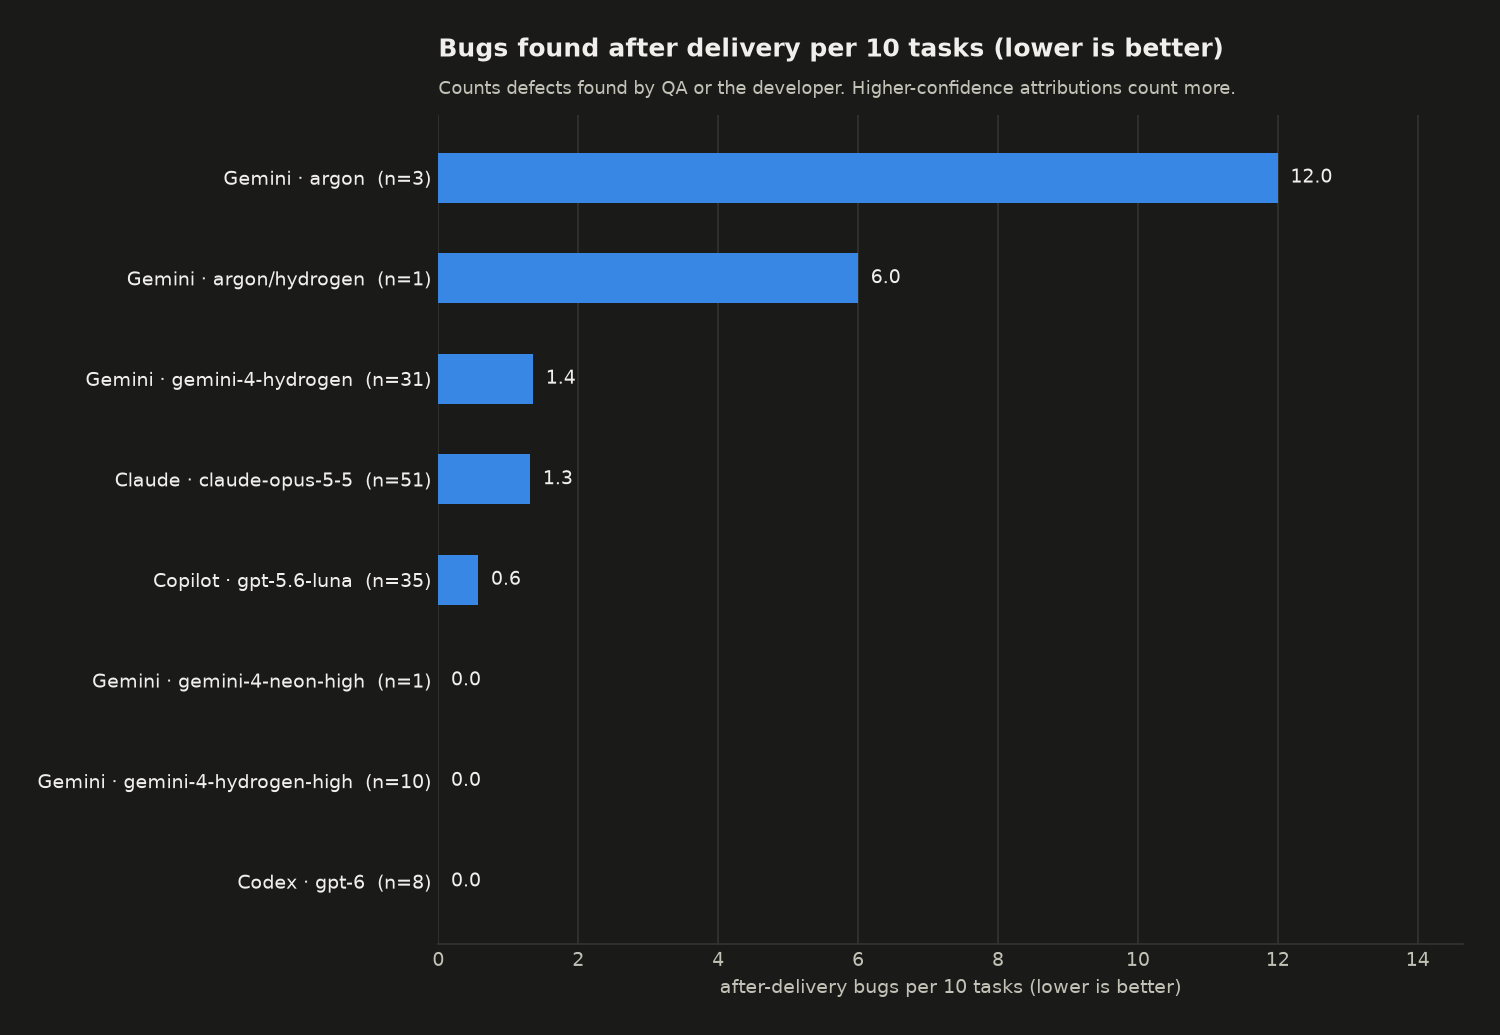 Bugs found after delivery per 10 tasks (lower is better)
Counts defects found by QA or the developer. Higher-confidence attributions count more.
Gemini · argon (n=3) 12.0
Gemini · argon/hydrogen (n=1) 6.0
Gemini · gemini-4-hydrogen (n=31) 1.4
Claude · claude-opus-5-5 (n=51) 1.3
Copilot · gpt-5.6-luna (n=35) 0.6
Gemini · gemini-4-neon-high (n=1) 0.0
Gemini · gemini-4-hydrogen-high (n=10) 0.0
Codex · gpt-6 (n=8) 0.0
0 2 4 6 8 10 12 14
after-delivery bugs per 10 tasks (lower is better)